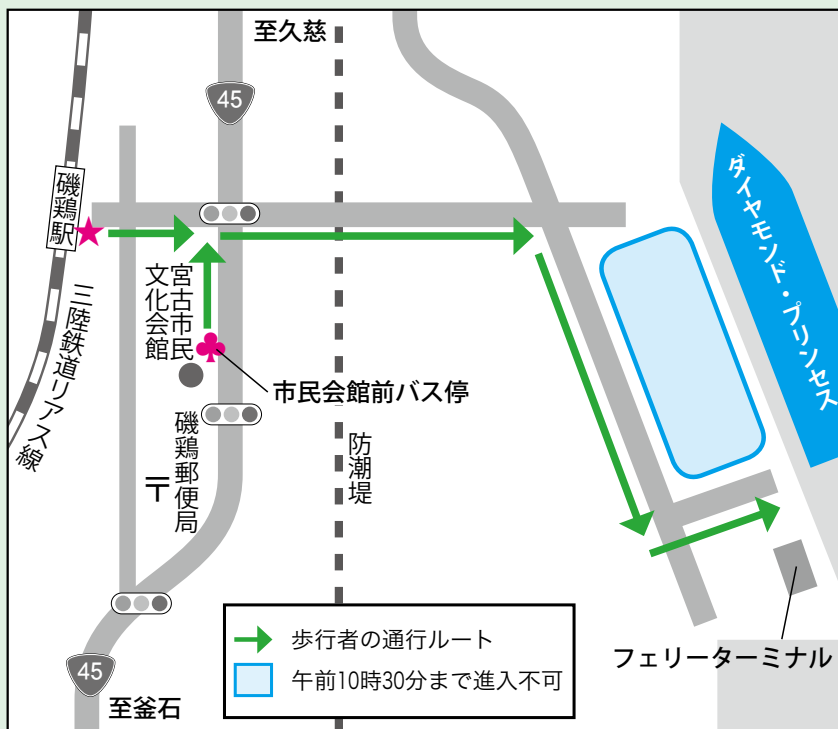 至久慈
45
磯鶏駅
宮古市民
文化会館
三陸鉄道リアス線
市民会館前バス停
磯鶏郵便局
〒
防潮堤
ダイヤモンド・プリンセス
フェリーターミナル
45
至釜石
歩行者の通行ルート
午前10時30分まで進入不可